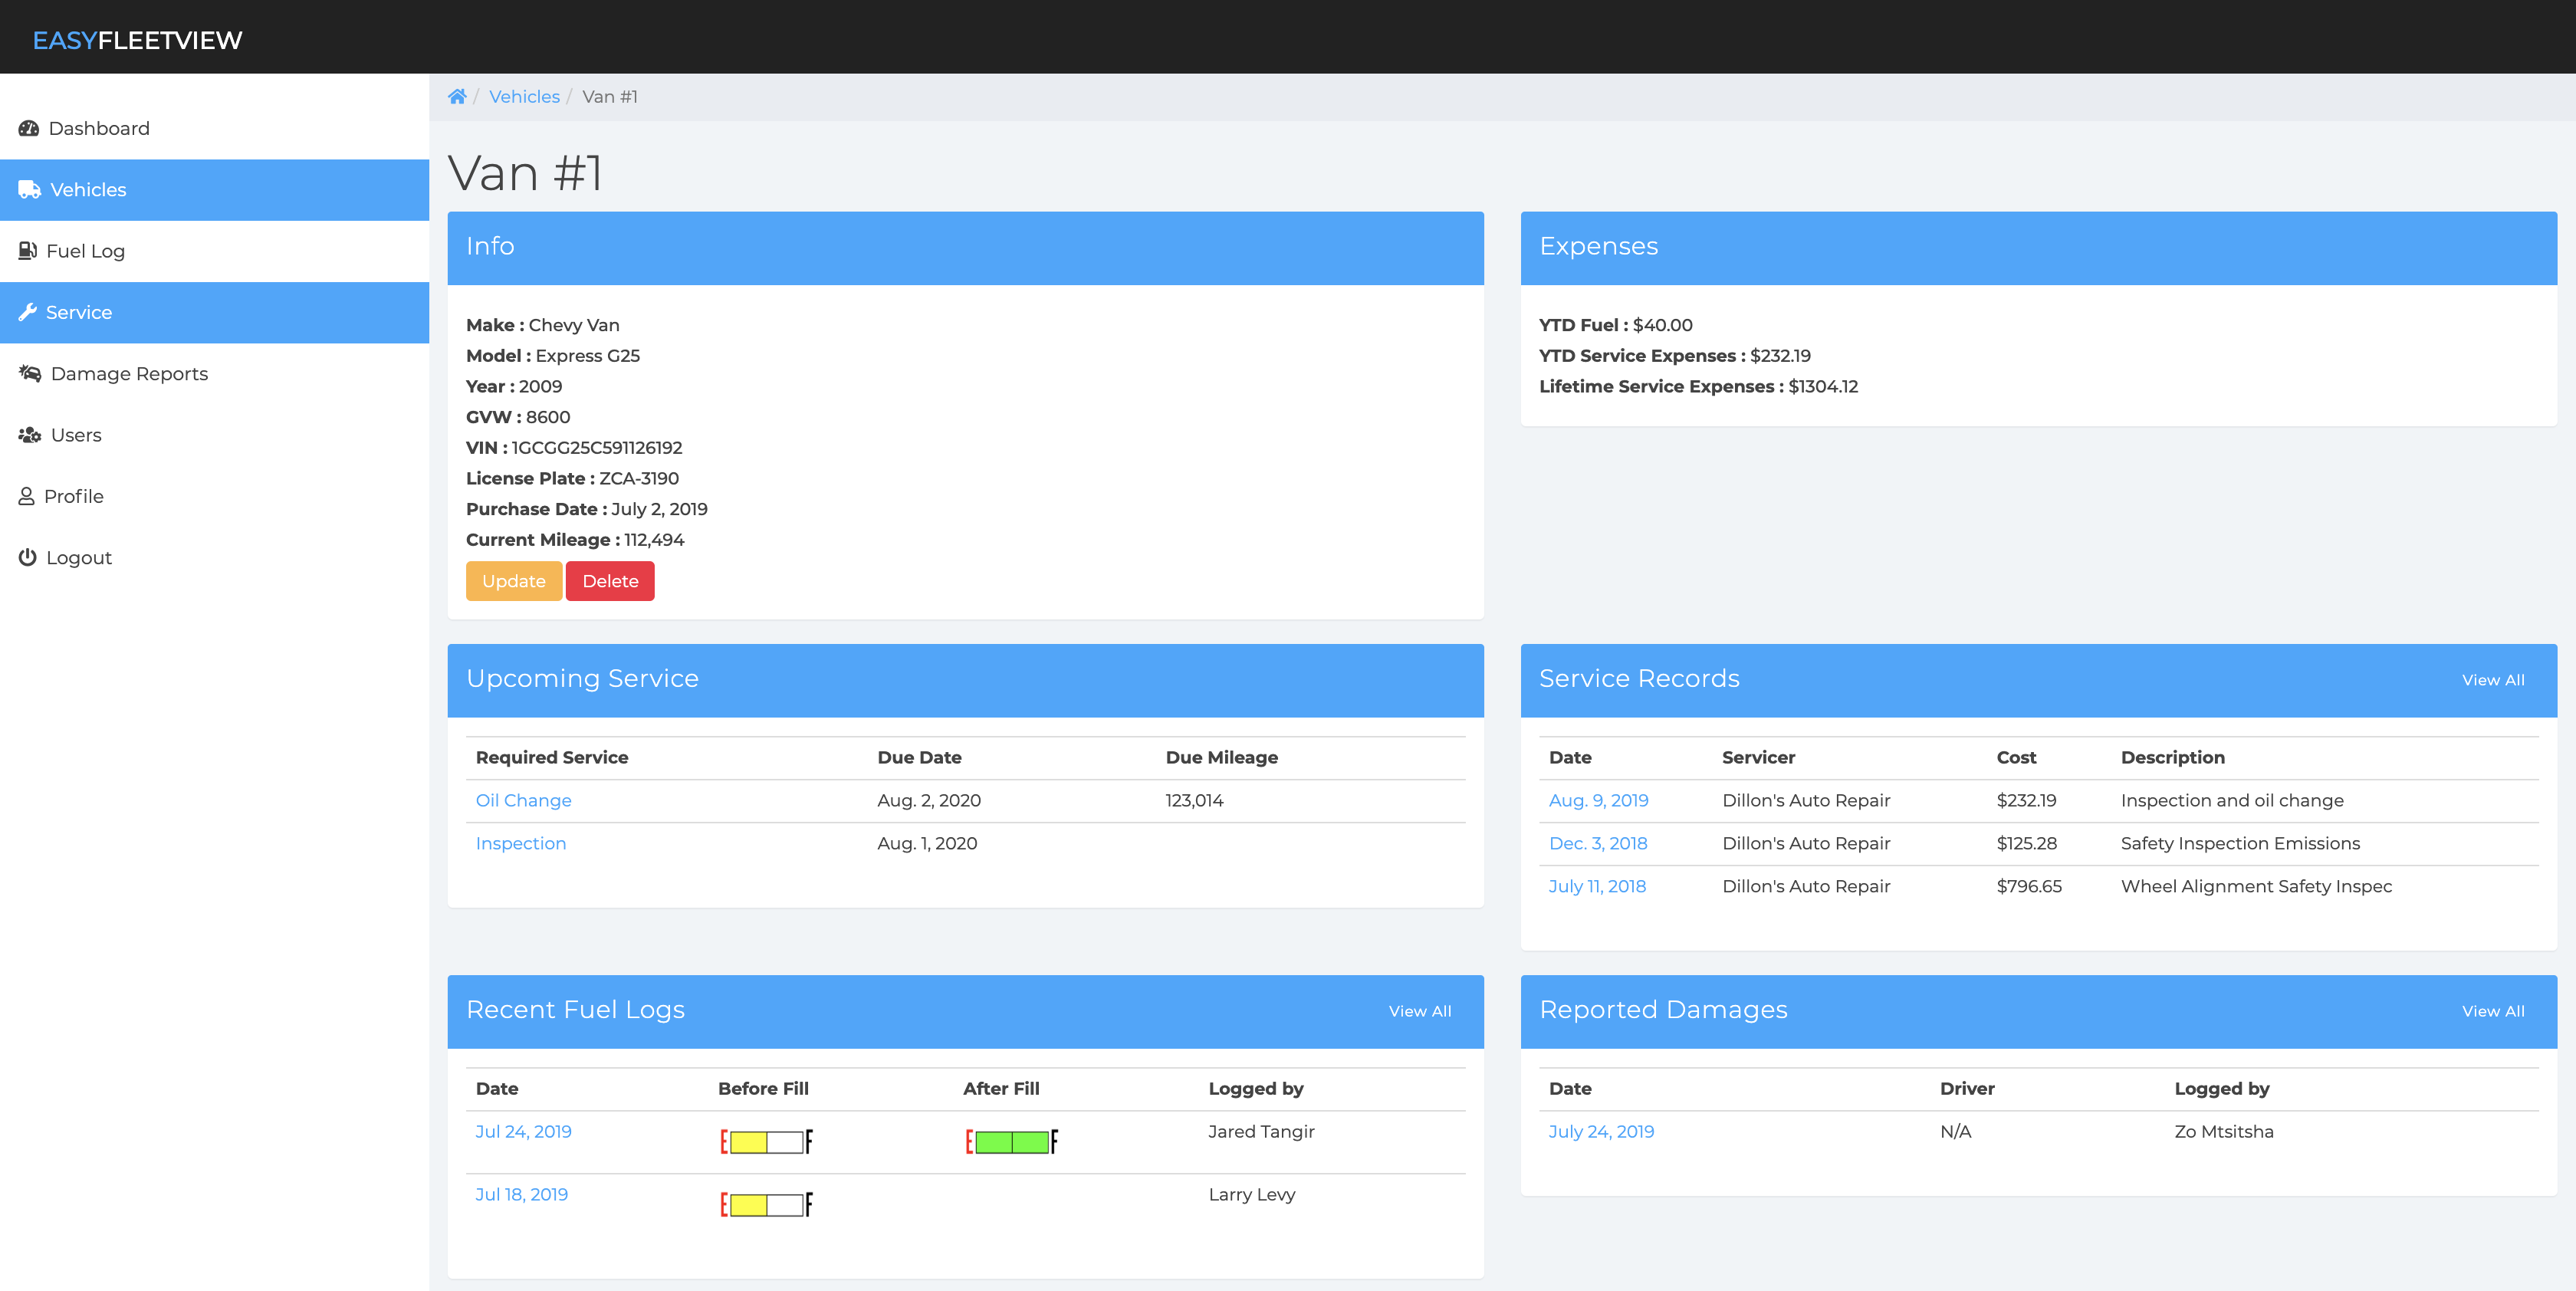 EASYFLEETVIEW
Dashboard
Vehicles
Fuel Log
Service
Damage Reports
Users
Profile
Logout
/ Vehicles / Van #1
Van #1
Info
Make : Chevy Van
Model : Express G25
Year : 2009
GVW : 8600
VIN : 1GCGG25C591126192
License Plate : ZCA-3190
Purchase Date : July 2, 2019
Current Mileage : 112,494
Update Delete
Expenses
YTD Fuel : $40.00
YTD Service Expenses : $232.19
Lifetime Service Expenses : $1304.12
Upcoming Service
Required Service Due Date Due Mileage
Oil Change Aug. 2, 2020 123,014
Inspection Aug. 1, 2020
Service Records View All
Date Servicer Cost Description
Aug. 9, 2019 Dillon's Auto Repair $232.19 Inspection and oil change
Dec. 3, 2018 Dillon's Auto Repair $125.28 Safety Inspection Emissions
July 11, 2018 Dillon's Auto Repair $796.65 Wheel Alignment Safety Inspec
Recent Fuel Logs View All
Date Before Fill After Fill Logged by
Jul 24, 2019 E F E F Jared Tangir
Jul 18, 2019 E F Larry Levy
Reported Damages View All
Date Driver Logged by
July 24, 2019 N/A Zo Mtsitsha